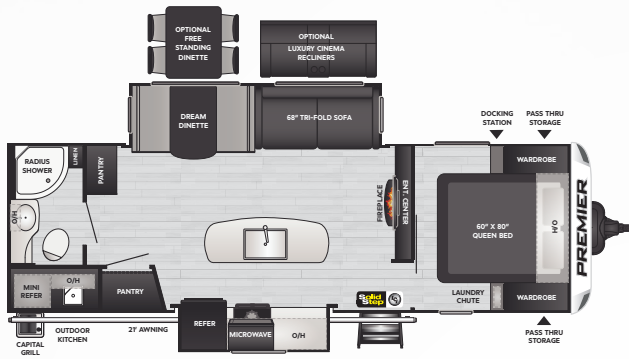 OPTIONAL
FREE
STANDING
DINETTE
OPTIONAL
LUXURY CINEMA
RECLINERS
DREAM
DINETTE
68" TRI-FOLD SOFA
DOCKING
STATION
PASS THRU
STORAGE
RADIUS
SHOWER
LINEN
PANTRY
WARDROBE
O/H
FIREPLACE
ENT. CENTER
60" X 80"
QUEEN BED
O/H
PREMIER
MINI
REFER
O/H
PANTRY
LAUNDRY
CHUTE
WARDROBE
Solid
Step
CAPITAL
GRILL
OUTDOOR
KITCHEN
21' AWNING
REFER
MICROWAVE
O/H
PASS THRU
STORAGE